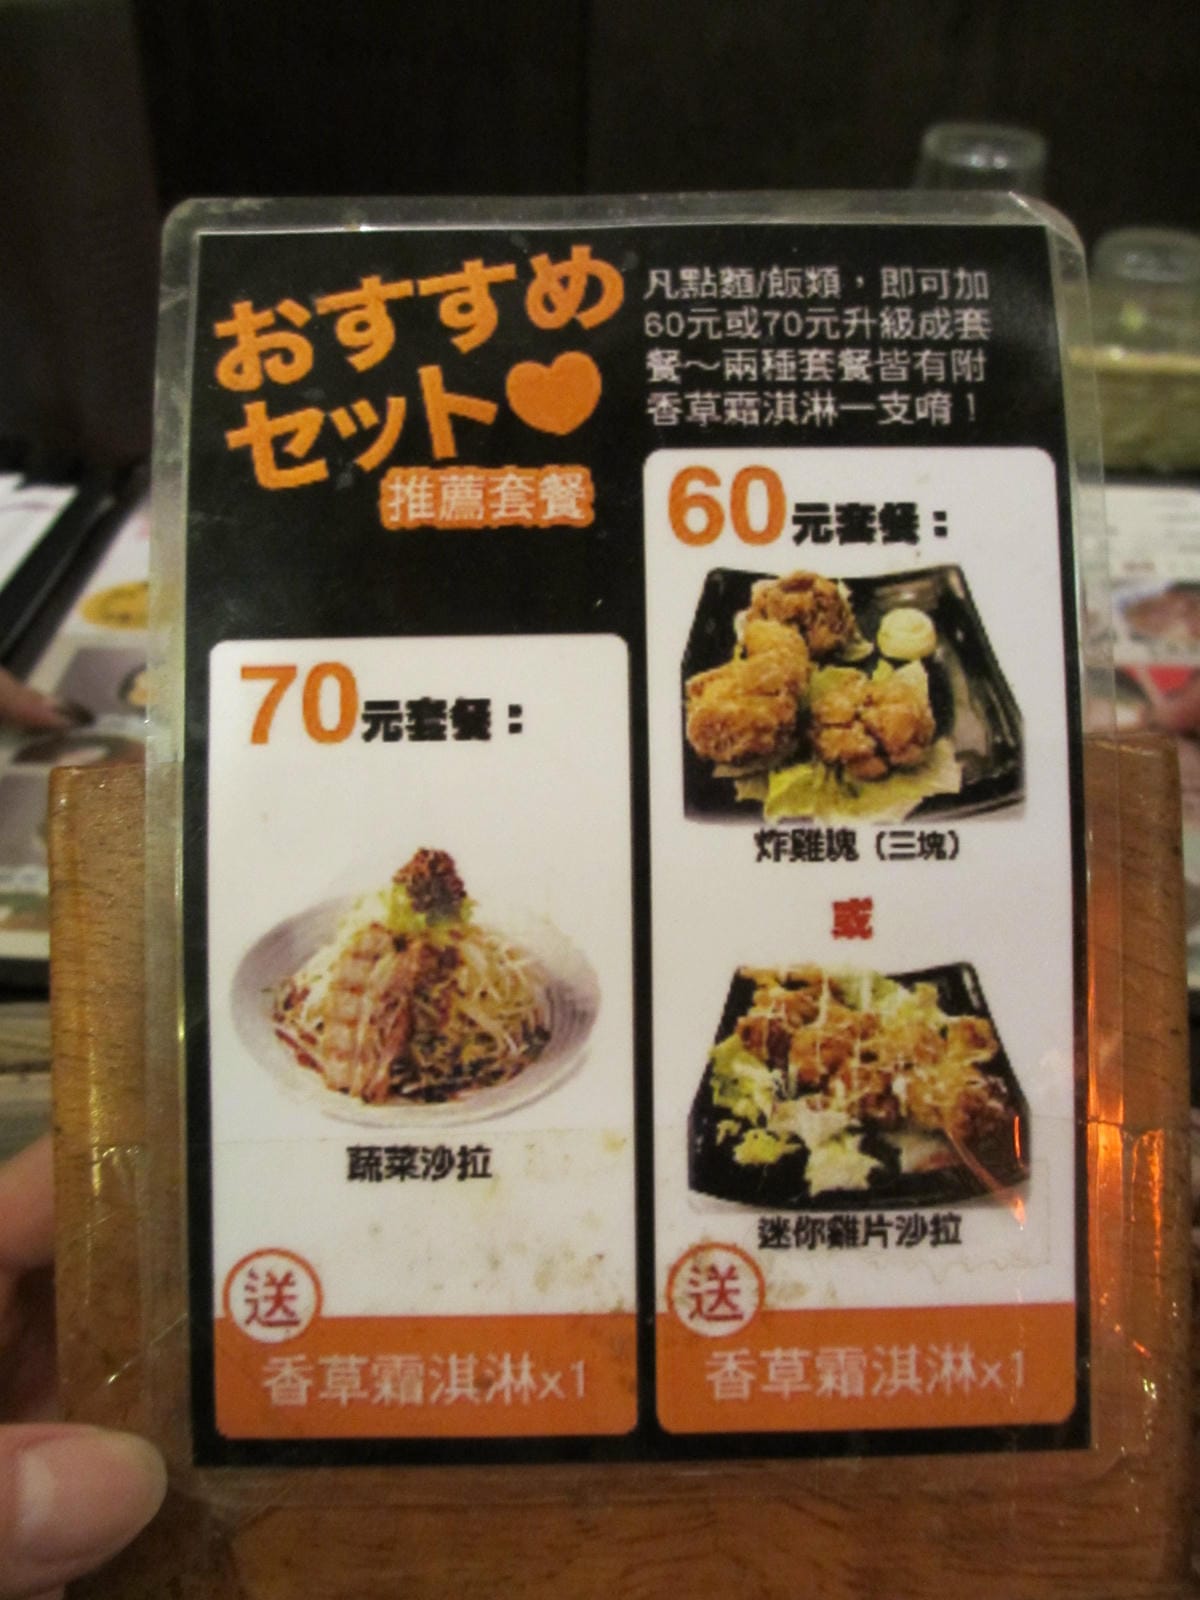 おすすめ
セット♥
推薦套餐
凡點麵/飯類，即可加
60元或70元升級成套
餐～兩種套餐皆有附
香草霜淇淋一支唷！
70元套餐：
蔬菜沙拉
送
香草霜淇淋x1
60元套餐：
炸雞塊（三塊）
或
迷你雞片沙拉
送
香草霜淇淋x1